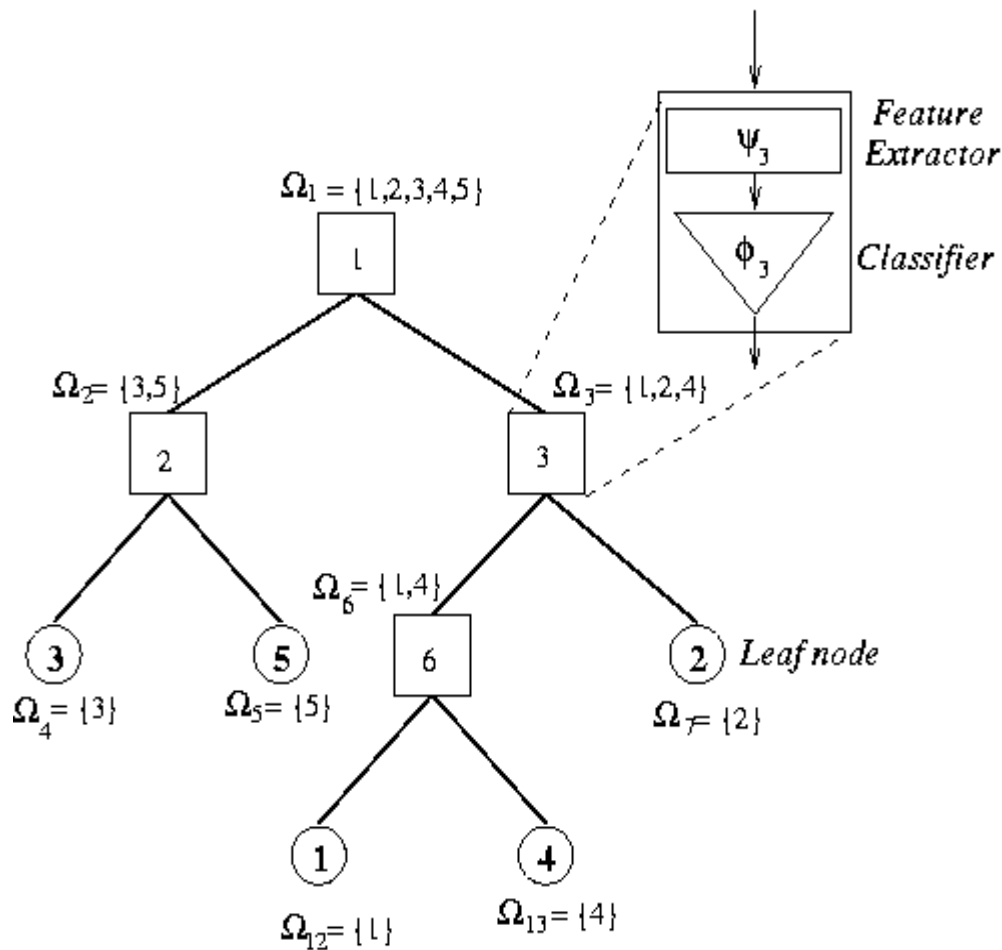 Feature
Extractor
ψ₃
Ω₁ = {1,2,3,4,5}
1
ϕ₃
Classifier
Ω₂= {3,5}
Ω₃= {1,2,4}
2
3
Ω₆= {1,4}
3
5
6
2
Leaf node
Ω₄= {3}
Ω₅= {5}
Ω₇= {2}
1
4
Ω₁₂= {1}
Ω₁₃= {4}